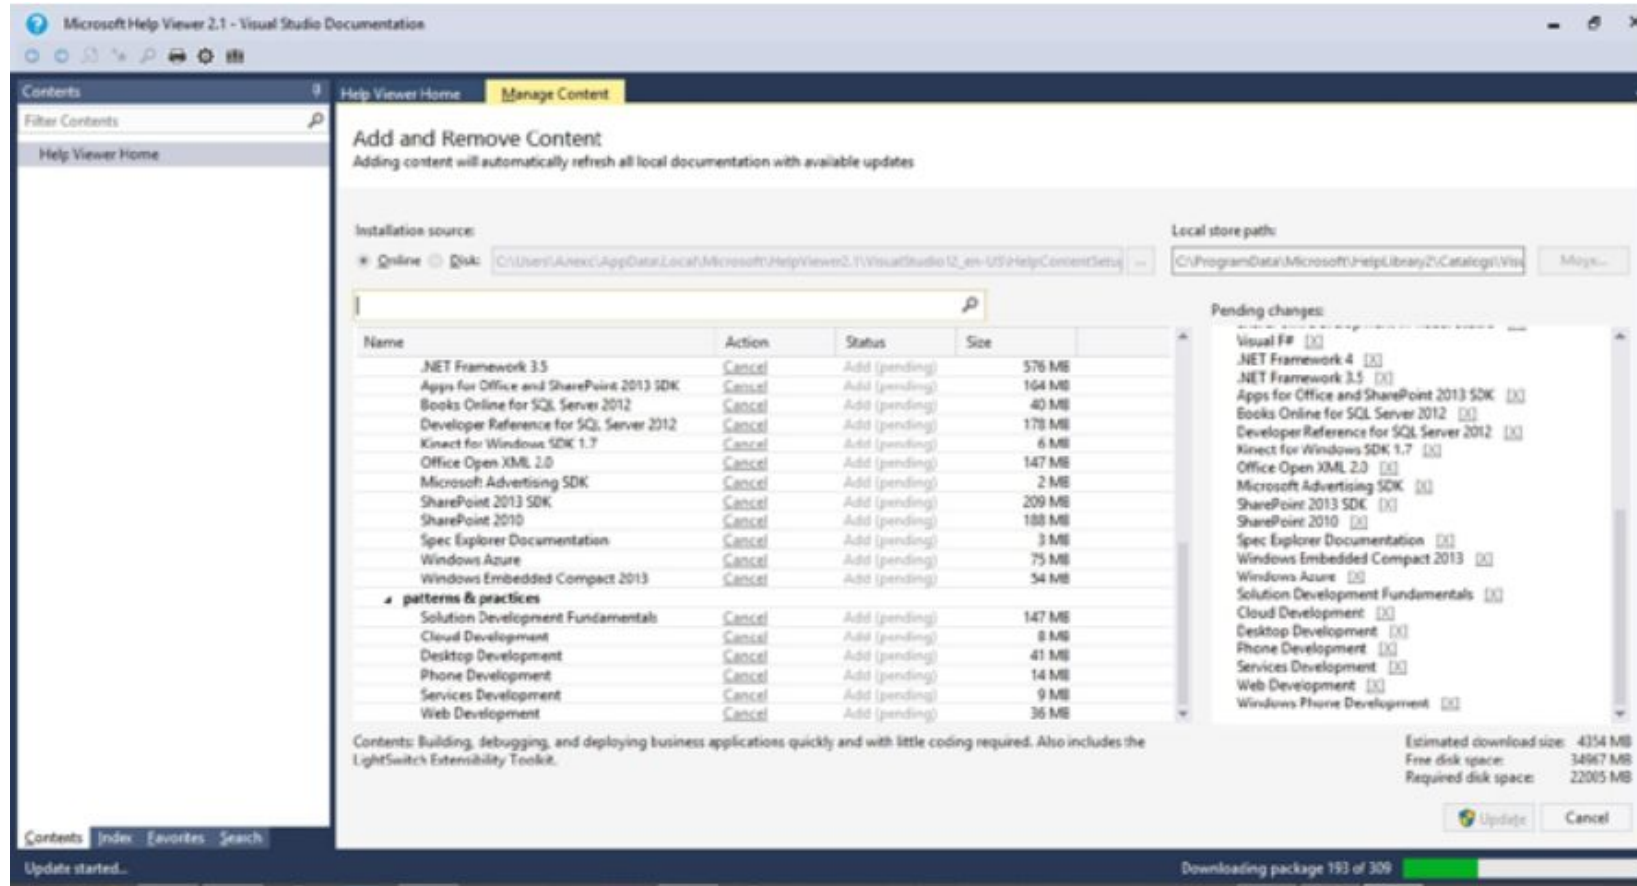 Microsoft Help Viewer 2.1 - Visual Studio Documentation
Contents
Filter Contents
Help Viewer Home
Help Viewer Home
Manage Content
Add and Remove Content
Adding content will automatically refresh all local documentation with available updates
Installation source:
Local store path:
Online Disk: C:\Users\Алекс\AppData\Local\Microsoft\HelpViewer2.1\VisualStudio12_en-US\HelpContentSetup ...
C:\ProgramData\Microsoft\HelpLibrary2\Catalogs\Visu
Move...
Name Action Status Size
.NET Framework 3.5 Cancel Add (pending) 576 MB
Apps for Office and SharePoint 2013 SDK Cancel Add (pending) 164 MB
Books Online for SQL Server 2012 Cancel Add (pending) 40 MB
Developer Reference for SQL Server 2012 Cancel Add (pending) 178 MB
Kinect for Windows SDK 1.7 Cancel Add (pending) 6 MB
Office Open XML 2.0 Cancel Add (pending) 147 MB
Microsoft Advertising SDK Cancel Add (pending) 2 MB
SharePoint 2013 SDK Cancel Add (pending) 209 MB
SharePoint 2010 Cancel Add (pending) 188 MB
Spec Explorer Documentation Cancel Add (pending) 3 MB
Windows Azure Cancel Add (pending) 75 MB
Windows Embedded Compact 2013 Cancel Add (pending) 54 MB
patterns & practices
Solution Development Fundamentals Cancel Add (pending) 147 MB
Cloud Development Cancel Add (pending) 8 MB
Desktop Development Cancel Add (pending) 41 MB
Phone Development Cancel Add (pending) 14 MB
Services Development Cancel Add (pending) 9 MB
Web Development Cancel Add (pending) 36 MB
Contents: Building, debugging, and deploying business applications quickly and with little coding required. Also includes the
LightSwitch Extensibility Toolkit.
Pending changes:
Visual F# [X]
.NET Framework 4 [X]
.NET Framework 3.5 [X]
Apps for Office and SharePoint 2013 SDK [X]
Books Online for SQL Server 2012 [X]
Developer Reference for SQL Server 2012 [X]
Kinect for Windows SDK 1.7 [X]
Office Open XML 2.0 [X]
Microsoft Advertising SDK [X]
SharePoint 2013 SDK [X]
SharePoint 2010 [X]
Spec Explorer Documentation [X]
Windows Embedded Compact 2013 [X]
Windows Azure [X]
Solution Development Fundamentals [X]
Cloud Development [X]
Desktop Development [X]
Phone Development [X]
Services Development [X]
Web Development [X]
Windows Phone Development [X]
Estimated download size: 4354 MB
Free disk space: 34967 MB
Required disk space: 22005 MB
Update
Cancel
Contents Index Favorites Search
Update started...
Downloading package 193 of 309